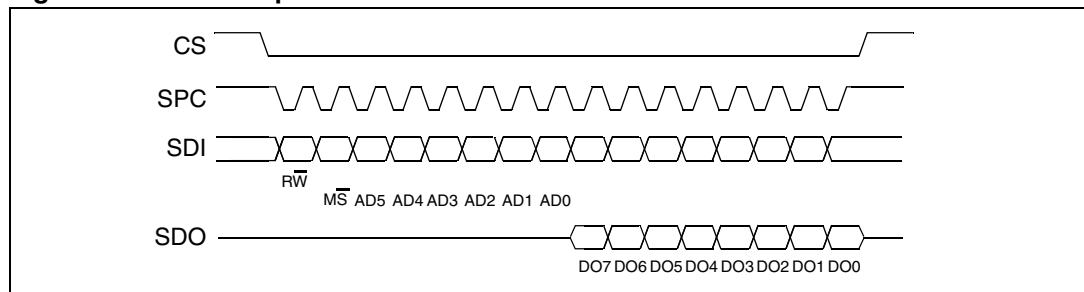 CS
SPC
SDI
RW̅
MS̅ AD5 AD4 AD3 AD2 AD1 AD0
SDO
DO7 DO6 DO5 DO4 DO3 DO2 DO1 DO0